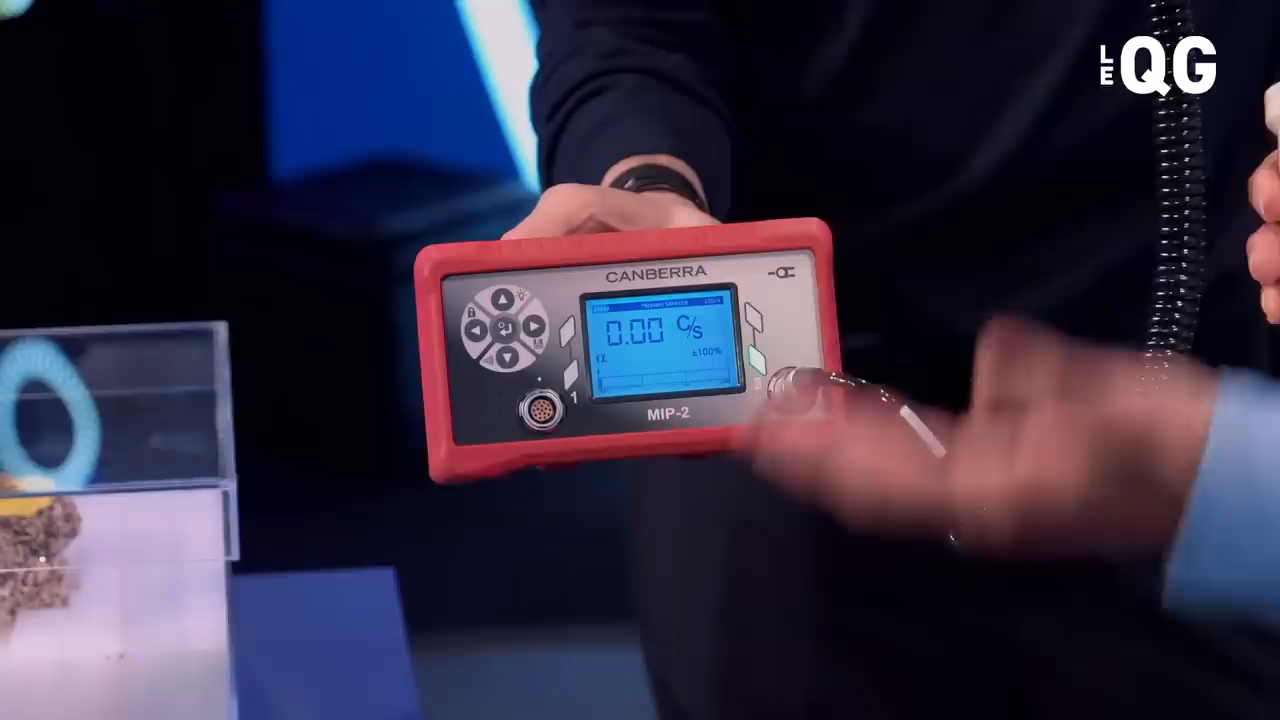 LE QG
CANBERRA
0.00 C/S
α
±100%
1
2
MIP-2